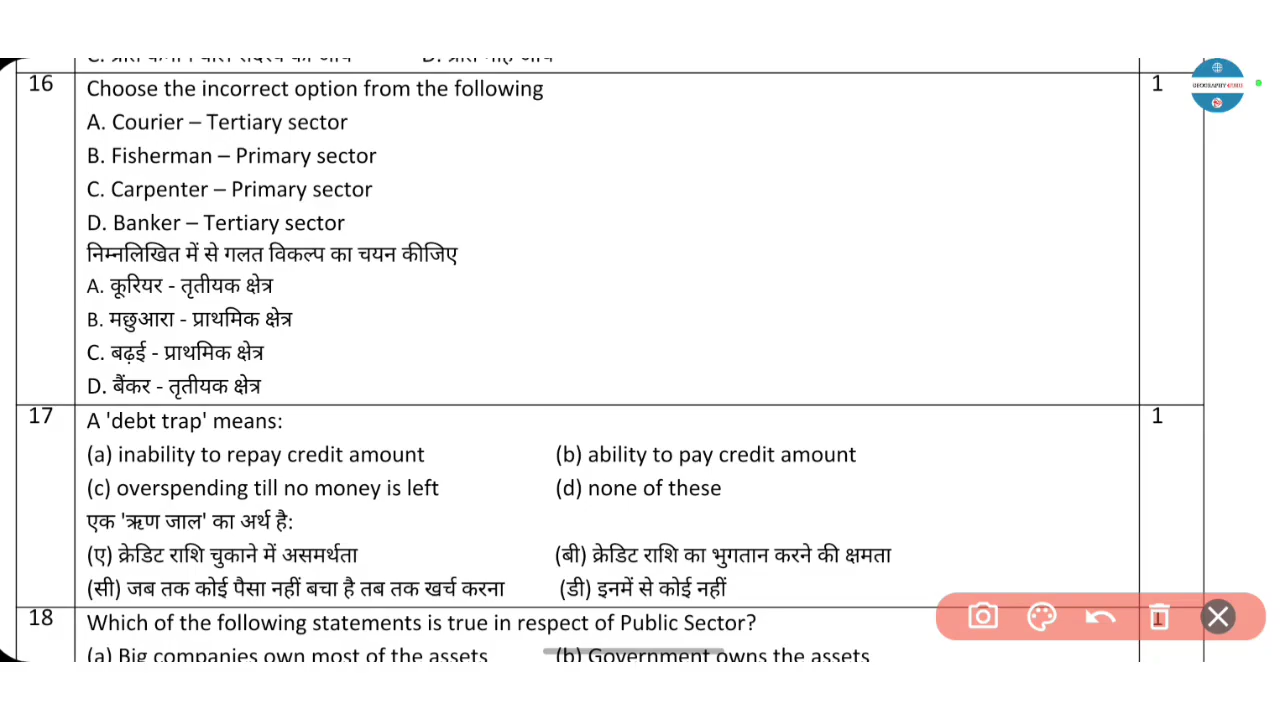 16 Choose the incorrect option from the following 1
A. Courier – Tertiary sector
B. Fisherman – Primary sector
C. Carpenter – Primary sector
D. Banker – Tertiary sector
निम्नलिखित में से गलत विकल्प का चयन कीजिए
A. कूरियर - तृतीयक क्षेत्र
B. मछुआरा - प्राथमिक क्षेत्र
C. बढ़ई - प्राथमिक क्षेत्र
D. बैंकर - तृतीयक क्षेत्र
17 A 'debt trap' means: 1
(a) inability to repay credit amount (b) ability to pay credit amount
(c) overspending till no money is left (d) none of these
एक 'ऋण जाल' का अर्थ है:
(ए) क्रेडिट राशि चुकाने में असमर्थता (बी) क्रेडिट राशि का भुगतान करने की क्षमता
(सी) जब तक कोई पैसा नहीं बचा है तब तक खर्च करना (डी) इनमें से कोई नहीं
18 Which of the following statements is true in respect of Public Sector? 1
(a) Big companies own most of the assets (b) Government owns the assets